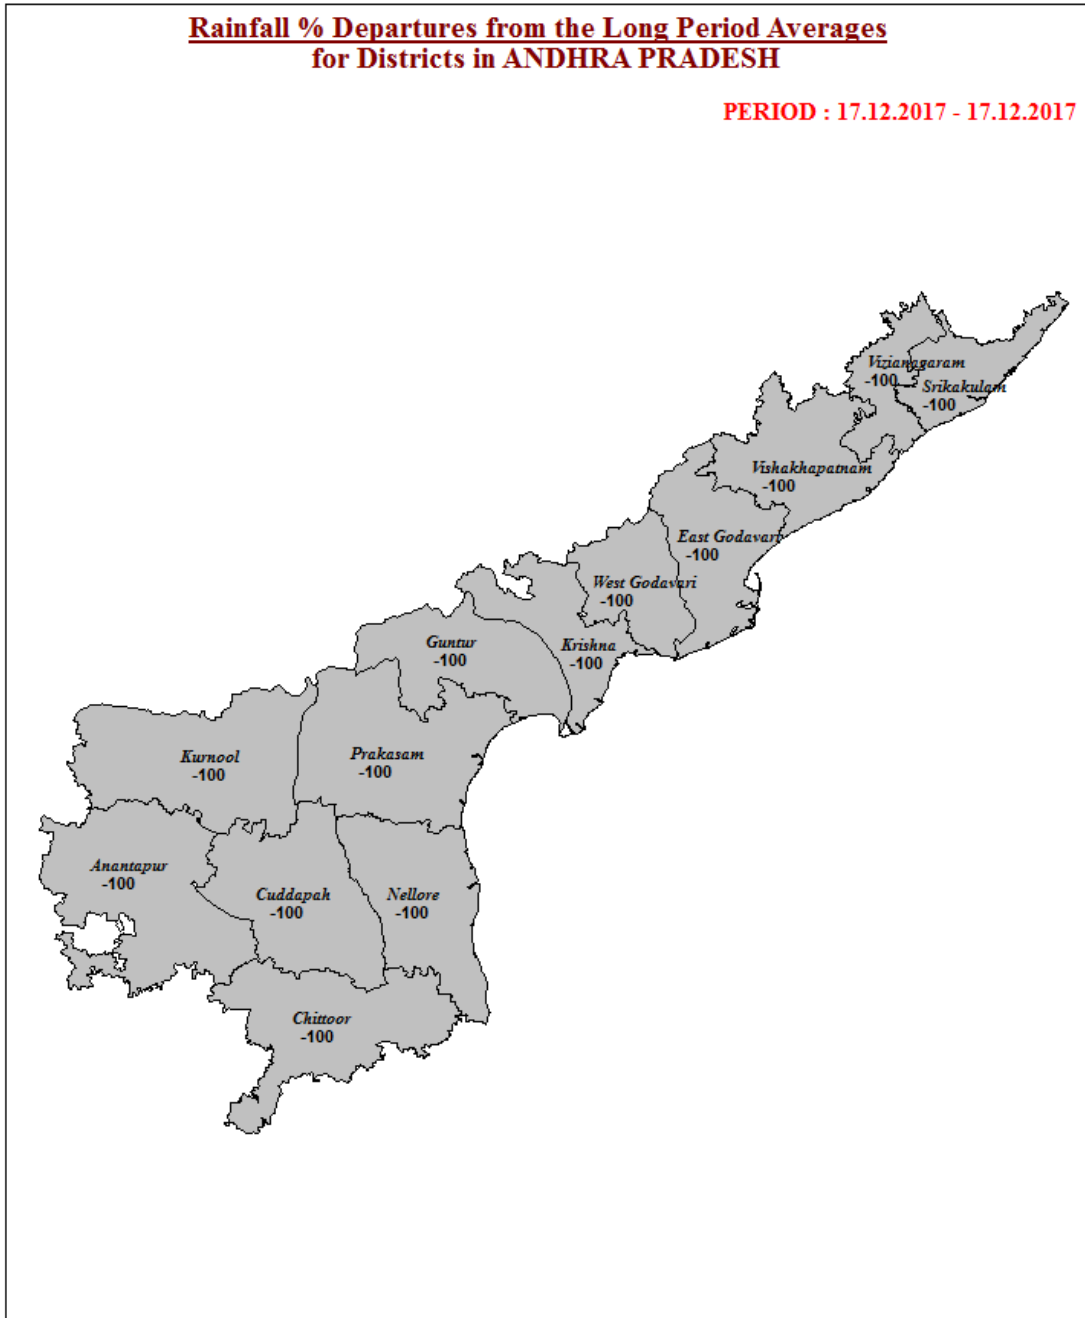 Rainfall % Departures from the Long Period Averages
for Districts in ANDHRA PRADESH
PERIOD : 17.12.2017 - 17.12.2017
Vizianagaram
-100
Srikakulam
-100
Vishakhapatnam
-100
East Godavari
-100
West Godavari
-100
Krishna
-100
Guntur
-100
Prakasam
-100
Kurnool
-100
Anantapur
-100
Cuddapah
-100
Nellore
-100
Chittoor
-100